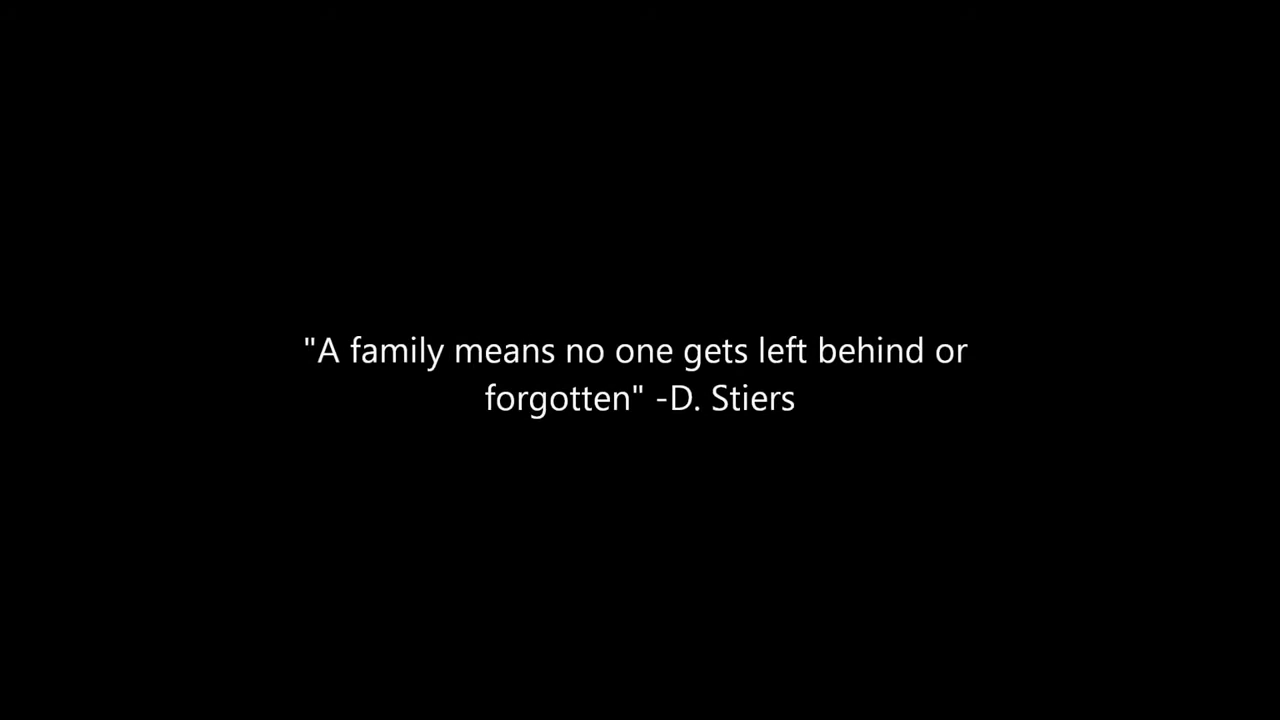 "A family means no one gets left behind or
forgotten" -D. Stiers